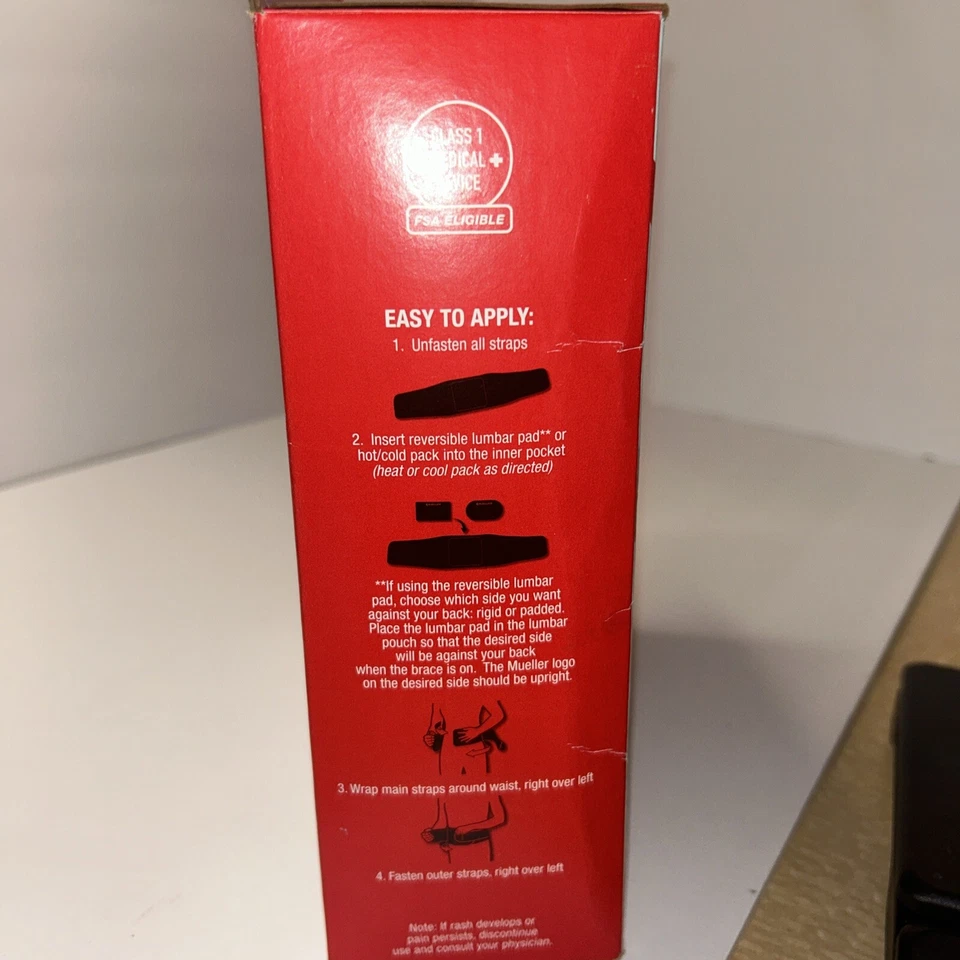 CLASS 1
MEDICAL +
DEVICE
FSA ELIGIBLE
EASY TO APPLY:
1. Unfasten all straps
2. Insert reversible lumbar pad** or
hot/cold pack into the inner pocket
(heat or cool pack as directed)
**If using the reversible lumbar
pad, choose which side you want
against your back: rigid or padded.
Place the lumbar pad in the lumbar
pouch so that the desired side
will be against your back
when the brace is on. The Mueller logo
on the desired side should be upright.
3. Wrap main straps around waist, right over left
4. Fasten outer straps, right over left
Note: If rash develops or
pain persists, discontinue
use and consult your physician.